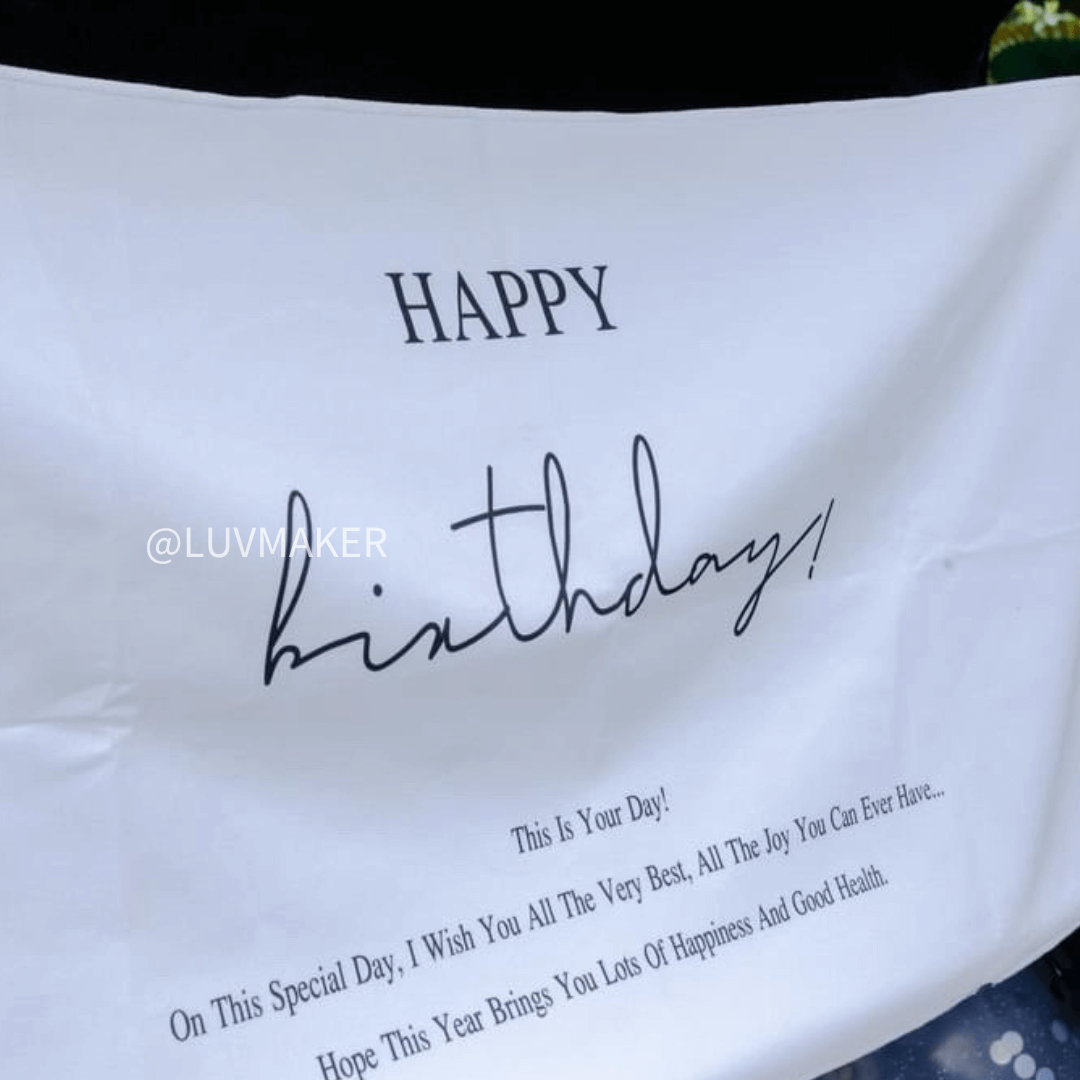 HAPPY
birthday!
@LUVMAKER
This Is Your Day!
On This Special Day, I Wish You All The Very Best, All The Joy You Can Ever Have...
Hope This Year Brings You Lots Of Happiness And Good Health.